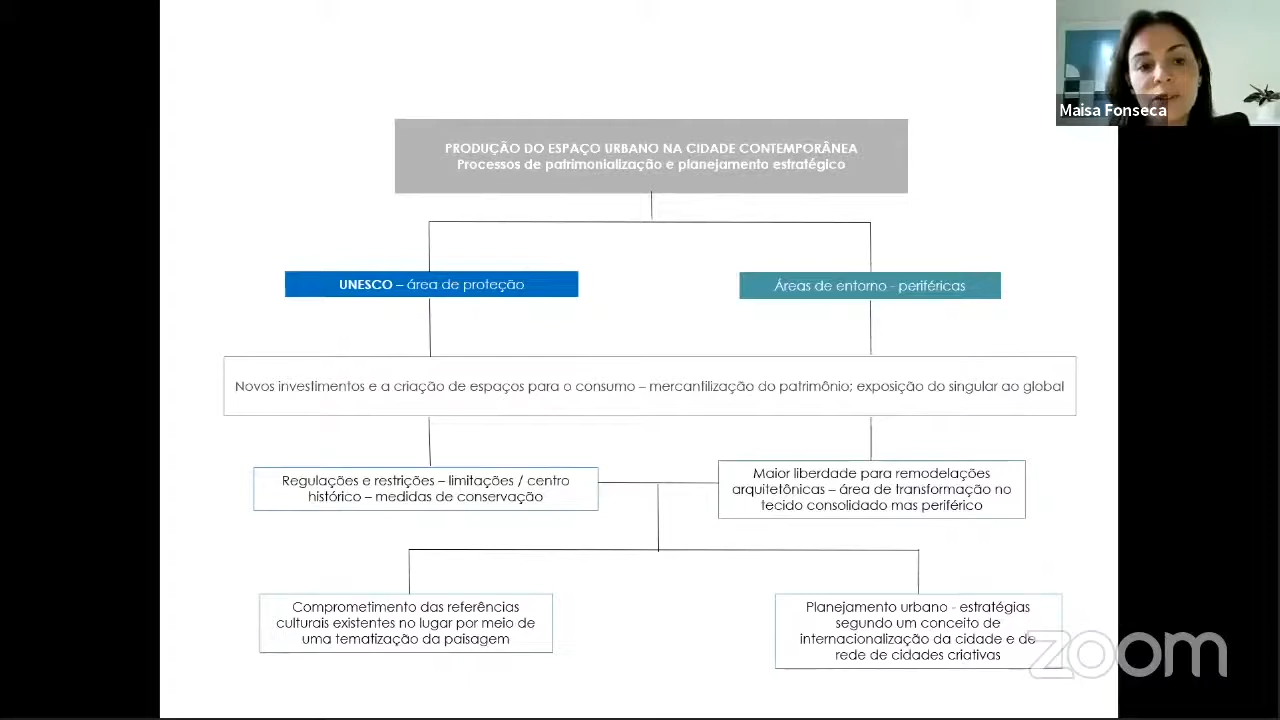 Maisa Fonseca
PRODUÇÃO DO ESPAÇO URBANO NA CIDADE CONTEMPORÂNEA
Processos de patrimonialização e planejamento estratégico
UNESCO – área de proteção
Áreas de entorno - periféricas
Novos investimentos e a criação de espaços para o consumo – mercantilização do patrimônio; exposição do singular ao global
Regulações e restrições – limitações / centro
histórico – medidas de conservação
Maior liberdade para remodelações
arquitetônicas – área de transformação no
tecido consolidado mas periférico
Comprometimento das referências
culturais existentes no lugar por meio de
uma tematização da paisagem
Planejamento urbano - estratégias
segundo um conceito de
internacionalização da cidade e de
rede de cidades criativas
zoom